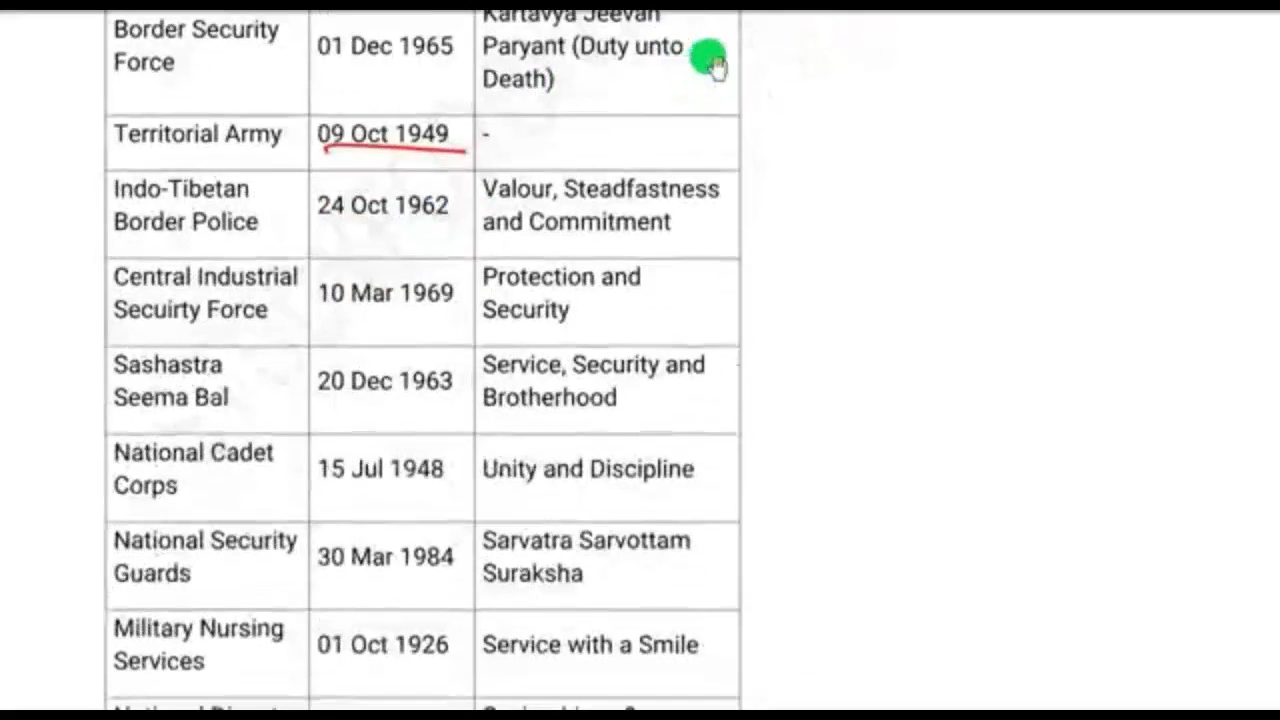 Kartavya Jeevan
Border Security
Force
01 Dec 1965
Paryant (Duty unto
Death)
Territorial Army
09 Oct 1949
-
Indo-Tibetan
Border Police
24 Oct 1962
Valour, Steadfastness
and Commitment
Central Industrial
Secuirty Force
10 Mar 1969
Protection and
Security
Sashastra
Seema Bal
20 Dec 1963
Service, Security and
Brotherhood
National Cadet
Corps
15 Jul 1948
Unity and Discipline
National Security
Guards
30 Mar 1984
Sarvatra Sarvottam
Suraksha
Military Nursing
Services
01 Oct 1926
Service with a Smile